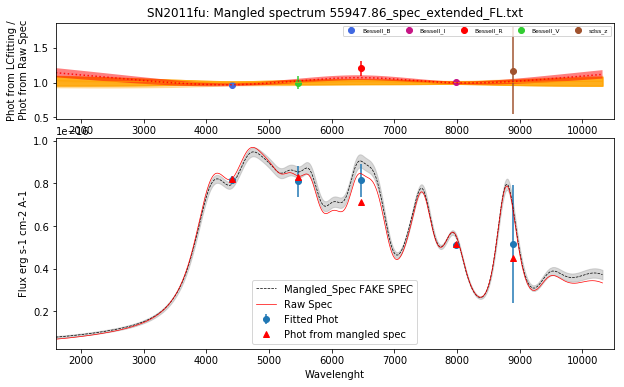 SN2011fu: Mangled spectrum 55947.86_spec_extended_FL.txt
Phot from LCfitting /
Phot from Raw Spec
1.5
1.0
0.5
Bessell_B
Bessell_I
Bessell_R
Bessell_V
sdss_z
2000 3000 4000 5000 6000 7000 8000 9000 10000
1e−16
Flux erg s-1 cm-2 A-1
1.0
0.8
0.6
0.4
0.2
Mangled_Spec FAKE SPEC
Raw Spec
Fitted Phot
Phot from mangled spec
2000 3000 4000 5000 6000 7000 8000 9000 10000
Wavelenght